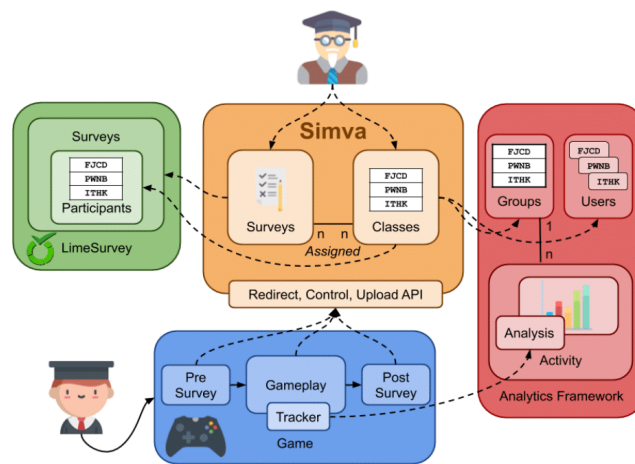 Simva
Surveys
FJCD
PWNB
ITHK
Participants
LimeSurvey
Surveys
n n
Assigned
FJCD
PWNB
ITHK
Classes
Redirect, Control, Upload API
FJCD
PWNB
ITHK
Groups
FJCD
PWNB
ITHK
Users
1
n
Analysis
Activity
Analytics Framework
Pre
Survey
Gameplay
Tracker
Post
Survey
Game